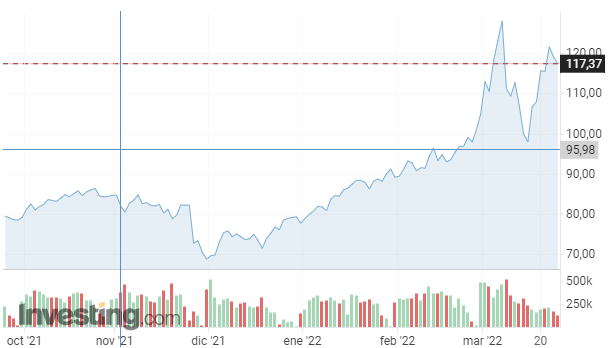 120,00
117,37
110,00
100,00
95,98
90,00
80,00
70,00
500k
250k
Investing.com
oct '21 nov '21 dic '21 ene '22 feb '22 mar '22 20